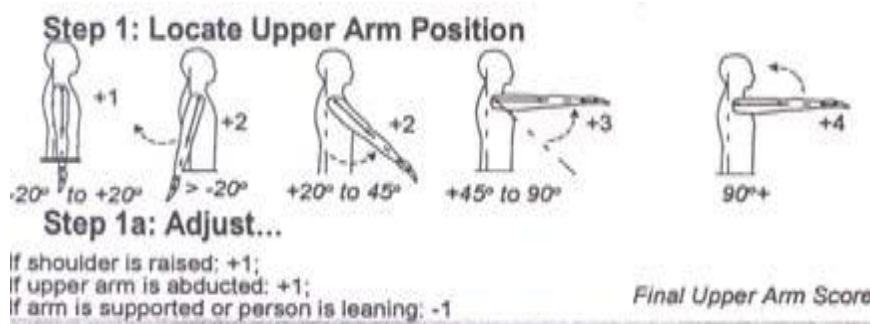 Step 1: Locate Upper Arm Position
+1 +2 +2 +3 +4
-20° to +20° > -20° +20° to 45° +45° to 90° 90°+
Step 1a: Adjust...
If shoulder is raised: +1;
If upper arm is abducted: +1;
If arm is supported or person is leaning: -1
Final Upper Arm Score